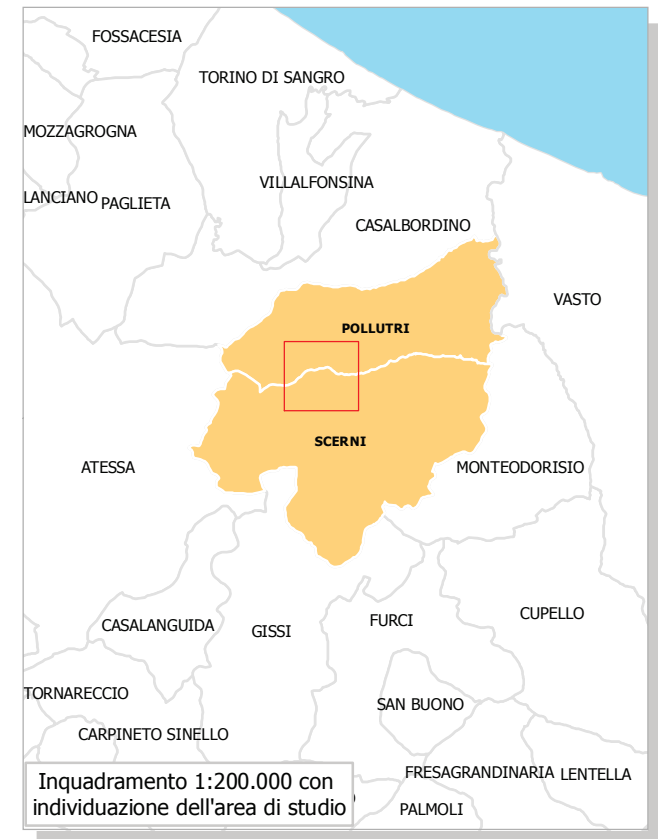 FOSSACESIA
TORINO DI SANGRO
MOZZAGROGNA
VILLALFONSINA
LANCIANO
PAGLIETA
CASALBORDINO
VASTO
POLLUTRI
SCERNI
ATESSA
MONTEODORISIO
CASALANGUIDA
GISSI
FURCI
CUPELLO
TORNARECCIO
SAN BUONO
CARPINETO SINELLO
FRESAGRANDINARIA
LENTELLA
PALMOLI
Inquadramento 1:200.000 con
individuazione dell'area di studio